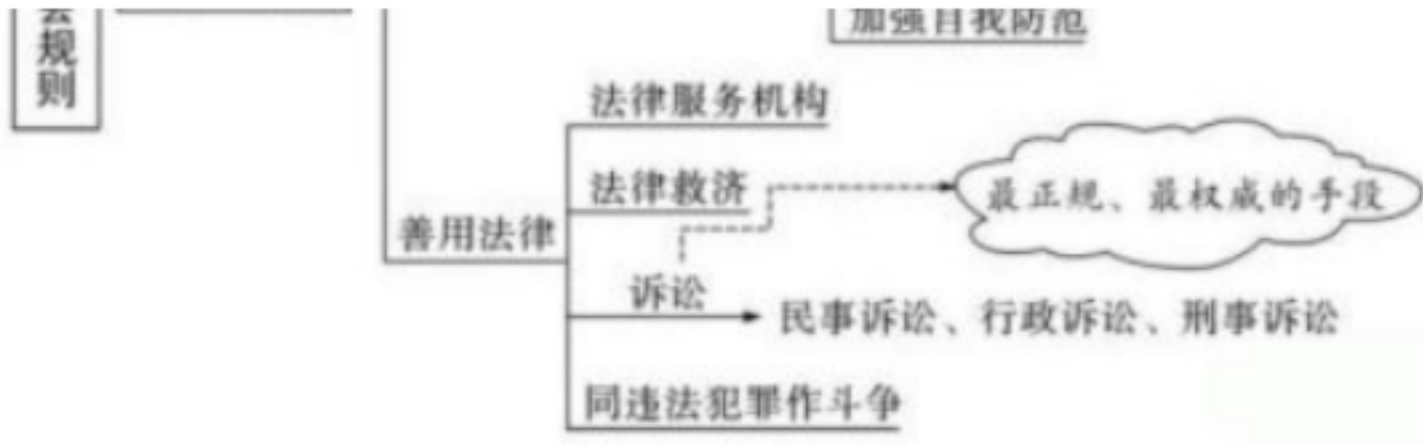 会
规
则
加强自我防范
法律服务机构
法律救济
最正规、最权威的手段
善用法律
诉讼
民事诉讼、行政诉讼、刑事诉讼
同违法犯罪作斗争